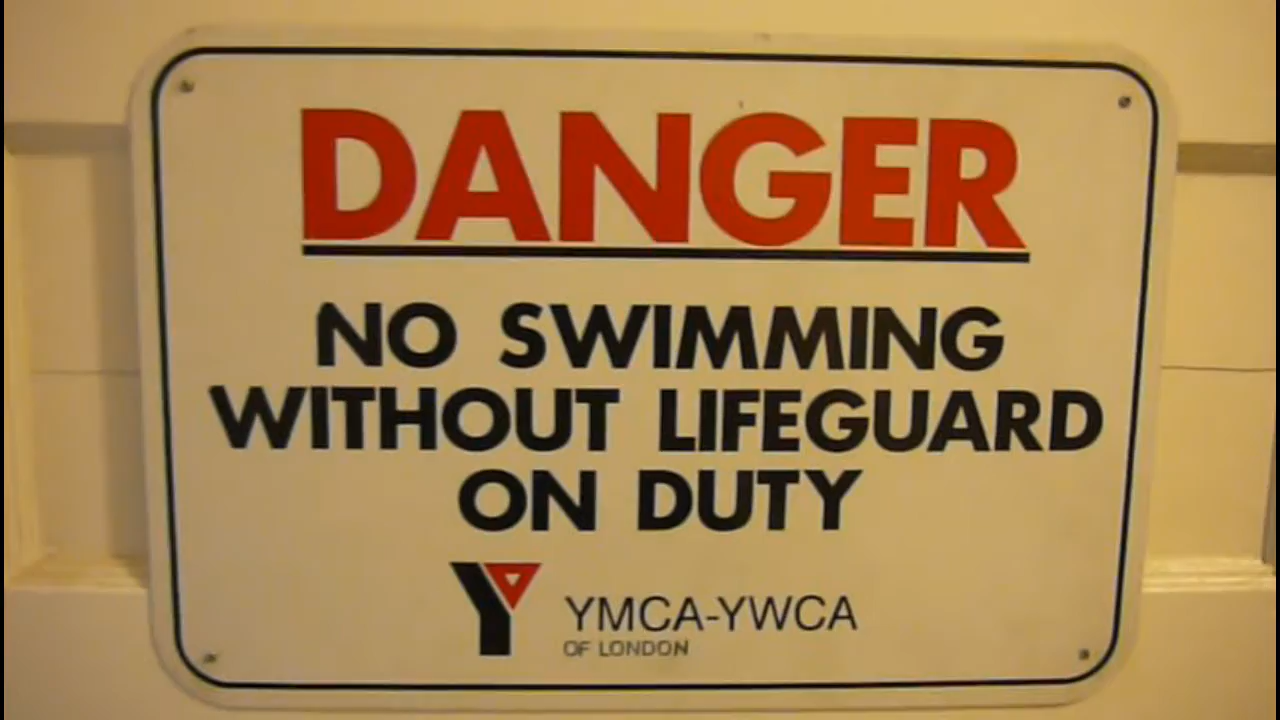 DANGER
NO SWIMMING
WITHOUT LIFEGUARD
ON DUTY
YMCA-YWCA
OF LONDON